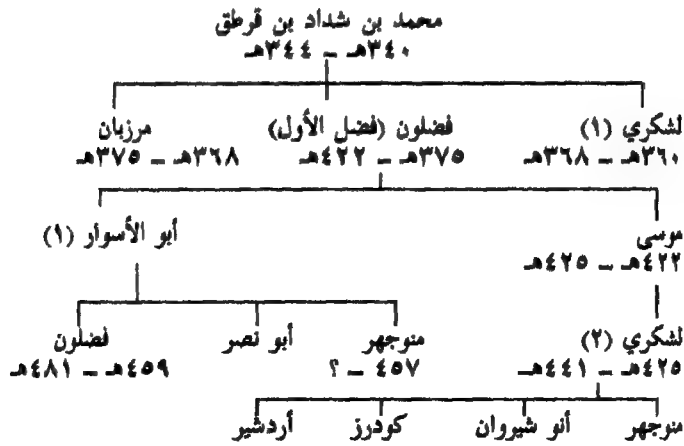 محمد بن شداد بن قرطق
٣٤٠هـ – ٣٤٤هـ
لشكري (١) فضلون (فضل الأول) مرزبان
٣٦٠هـ – ٣٦٨هـ ٣٧٥هـ – ٤٢٢هـ ٣٦٨هـ – ٣٧٥هـ
موسى أبو الأسوار (١)
٤٢٢هـ – ٤٢٥هـ
لشكري (٢) منوجهر أبو نصر فضلون
٤٢٥هـ – ٤٤١هـ ٤٥٧ – ؟ ٤٥٩هـ – ٤٨١هـ
منوجهر أنو شيروان كودرز أردشير